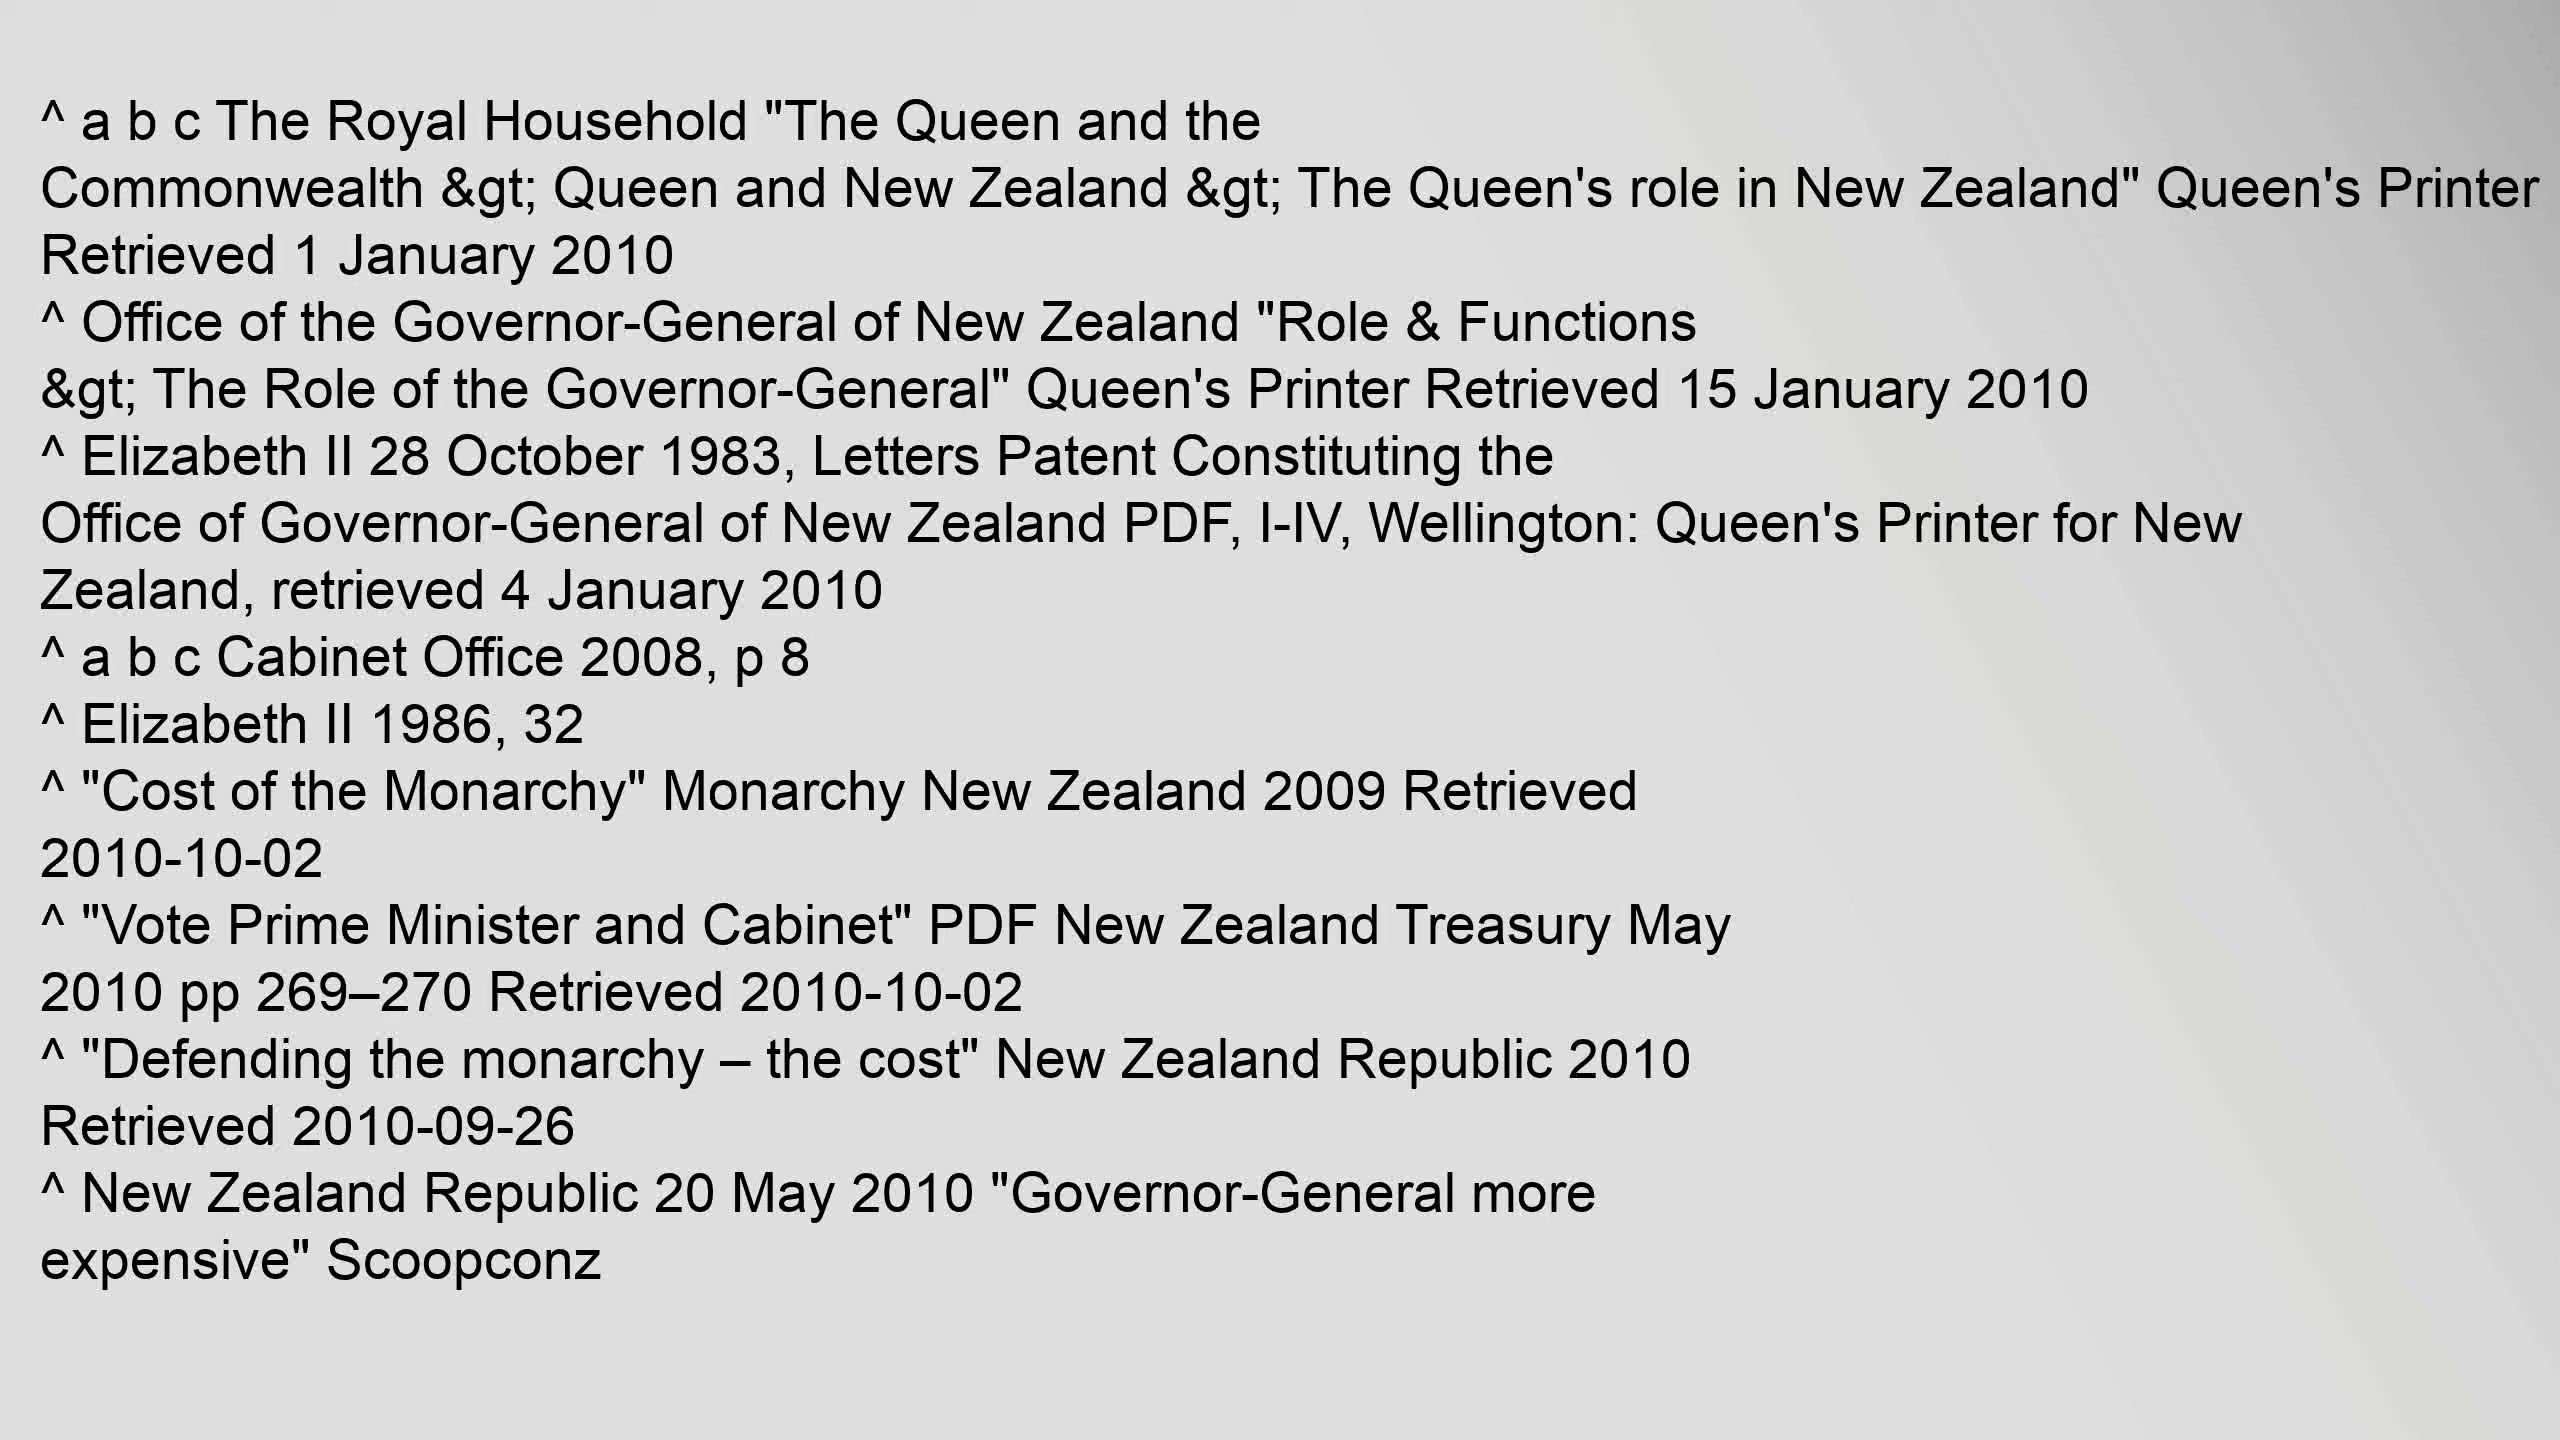 ^ a b c The Royal Household "The Queen and the
Commonwealth &gt; Queen and New Zealand &gt; The Queen's role in New Zealand" Queen's Printer
Retrieved 1 January 2010
^ Office of the Governor-General of New Zealand "Role & Functions
&gt; The Role of the Governor-General" Queen's Printer Retrieved 15 January 2010
^ Elizabeth II 28 October 1983, Letters Patent Constituting the
Office of Governor-General of New Zealand PDF, I-IV, Wellington: Queen's Printer for New
Zealand, retrieved 4 January 2010
^ a b c Cabinet Office 2008, p 8
^ Elizabeth II 1986, 32
^ "Cost of the Monarchy" Monarchy New Zealand 2009 Retrieved
2010-10-02
^ "Vote Prime Minister and Cabinet" PDF New Zealand Treasury May
2010 pp 269–270 Retrieved 2010-10-02
^ "Defending the monarchy – the cost" New Zealand Republic 2010
Retrieved 2010-09-26
^ New Zealand Republic 20 May 2010 "Governor-General more
expensive" Scoopconz